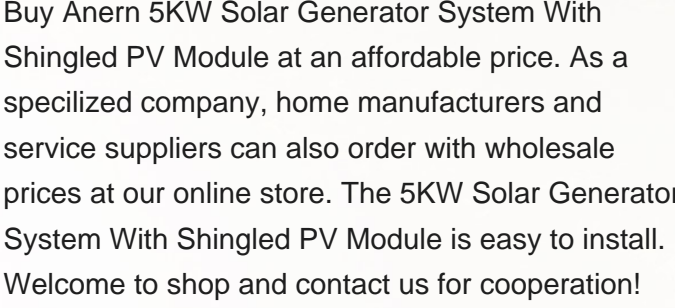 Buy Anern 5KW Solar Generator System With
Shingled PV Module at an affordable price. As a
specilized company, home manufacturers and
service suppliers can also order with wholesale
prices at our online store. The 5KW Solar Generator
System With Shingled PV Module is easy to install.
Welcome to shop and contact us for cooperation!